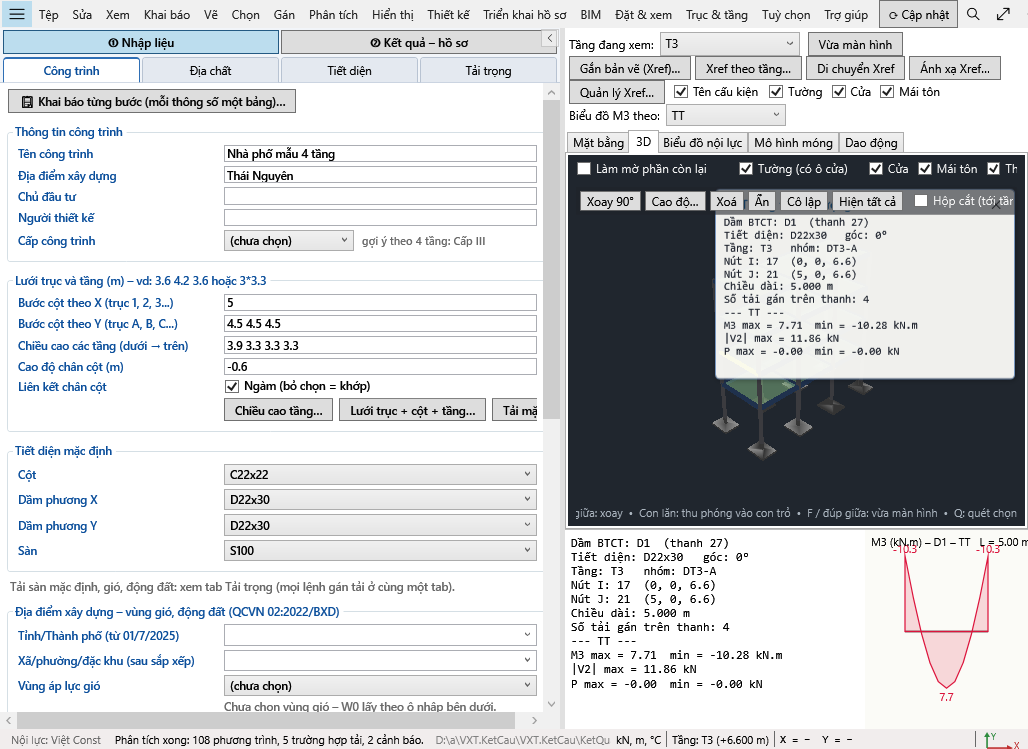 Tệp Sửa Xem Khai báo Vẽ Chọn Gán Phân tích Hiển thị Thiết kế Triển khai hồ sơ BIM Đặt & xem Trục & tầng Tuỳ chọn Trợ giúp ⟳ Cập nhật
① Nhập liệu ② Kết quả – hồ sơ
Công trình Địa chất Tiết diện Tải trọng
Khai báo từng bước (mỗi thông số một bảng)...
Thông tin công trình
Tên công trình Nhà phố mẫu 4 tầng
Địa điểm xây dựng Thái Nguyên
Chủ đầu tư
Người thiết kế
Cấp công trình (chưa chọn) gợi ý theo 4 tầng: Cấp III
Lưới trục và tầng (m) – vd: 3.6 4.2 3.6 hoặc 3*3.3
Bước cột theo X (trục 1, 2, 3...) 5
Bước cột theo Y (trục A, B, C...) 4.5 4.5 4.5
Chiều cao các tầng (dưới → trên) 3.9 3.3 3.3 3.3
Cao độ chân cột (m) -0.6
Liên kết chân cột Ngàm (bỏ chọn = khớp)
Chiều cao tầng... Lưới trục + cột + tầng... Tải mặ
Tiết diện mặc định
Cột C22x22
Dầm phương X D22x30
Dầm phương Y D22x30
Sàn S100
Tải sàn mặc định, gió, động đất: xem tab Tải trọng (mọi lệnh gán tải ở cùng một tab).
Địa điểm xây dựng – vùng gió, động đất (QCVN 02:2022/BXD)
Tỉnh/Thành phố (từ 01/7/2025)
Xã/phường/đặc khu (sau sắp xếp)
Vùng áp lực gió (chưa chọn)
Chưa chọn vùng gió – W0 lấy theo ô nhập bên dưới.
Tầng đang xem: T3 Vừa màn hình
Gắn bản vẽ (Xref)... Xref theo tầng... Di chuyển Xref Ánh xạ Xref...
Quản lý Xref... Tên cấu kiện Tường Cửa Mái tôn
Biểu đồ M3 theo: TT
Mặt bằng 3D Biểu đồ nội lực Mô hình móng Dao động
Làm mờ phần còn lại Tường (có ô cửa) Cửa Mái tôn Th
Xoay 90° Cao độ... Xoá Ẩn Cô lập Hiện tất cả Hộp cắt (tới tần
Dầm BTCT: D1 (thanh 27)
Tiết diện: D22x30 góc: 0°
Tầng: T3 nhóm: DT3-A
Nút I: 17 (0, 0, 6.6)
Nút J: 21 (5, 0, 6.6)
Chiều dài: 5.000 m
Số tải gán trên thanh: 4
--- TT ---
M3 max = 7.71 min = -10.28 kN.m
|V2| max = 11.86 kN
P max = -0.00 min = -0.00 kN
giữa: xoay • Con lăn: thu phóng vào con trỏ • F / đúp giữa: vừa màn hình • Q: quét chọn
Dầm BTCT: D1 (thanh 27)
Tiết diện: D22x30 góc: 0°
Tầng: T3 nhóm: DT3-A
Nút I: 17 (0, 0, 6.6)
Nút J: 21 (5, 0, 6.6)
Chiều dài: 5.000 m
Số tải gán trên thanh: 4
--- TT ---
M3 max = 7.71 min = -10.28 kN.m
|V2| max = 11.86 kN
P max = -0.00 min = -0.00 kN
M3 (kN.m) – D1 – TT L = 5.00 m
-10.3 -10.3
7.7
Nội lực: Việt Const Phân tích xong: 108 phương trình, 5 trường hợp tải, 2 cảnh báo. D:\a\VXT.KetCau\VXT.KetCau\KetQu kN, m, °C Tầng: T3 (+6.600 m) X = – Y = – Y X